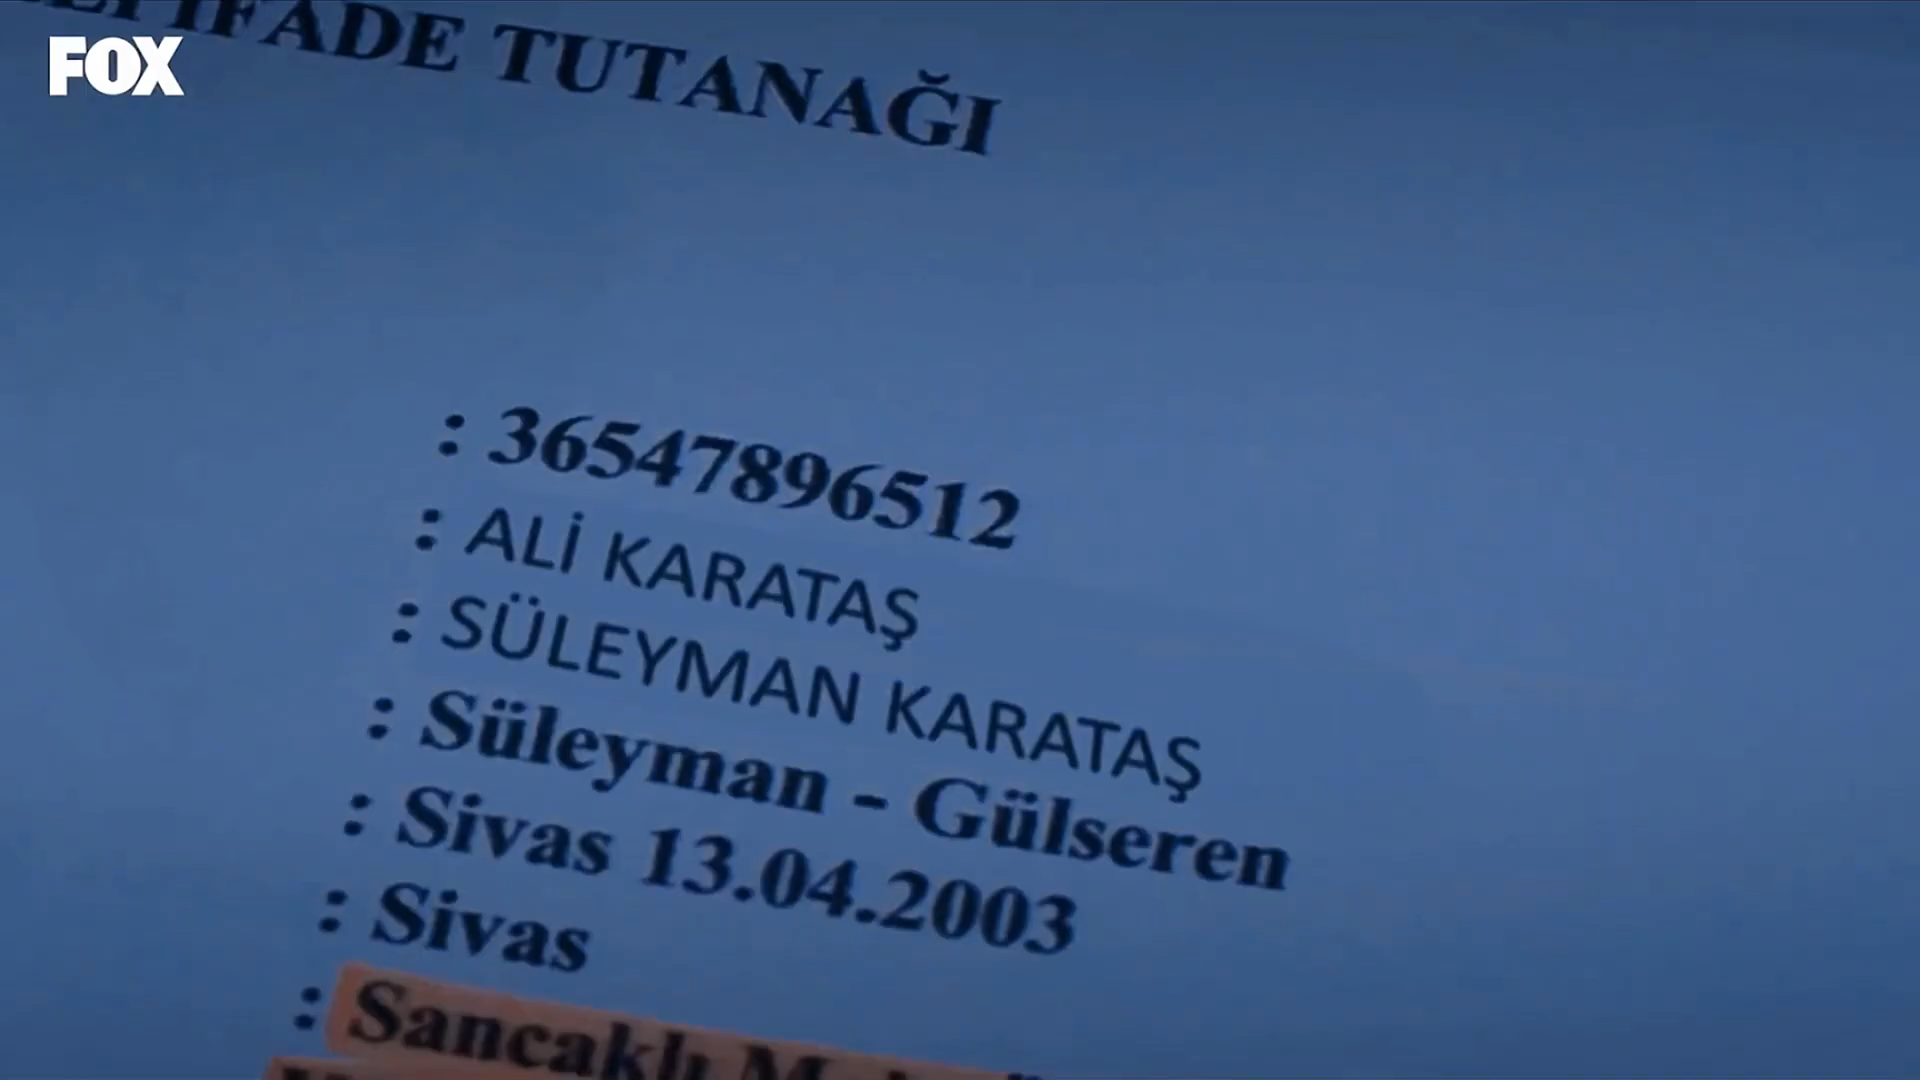 FOX
İFADE TUTANAĞI
: 36547896512
: ALİ KARATAŞ
: SÜLEYMAN KARATAŞ
: Süleyman - Gülseren
: Sivas 13.04.2003
: Sivas
: Sancaklı